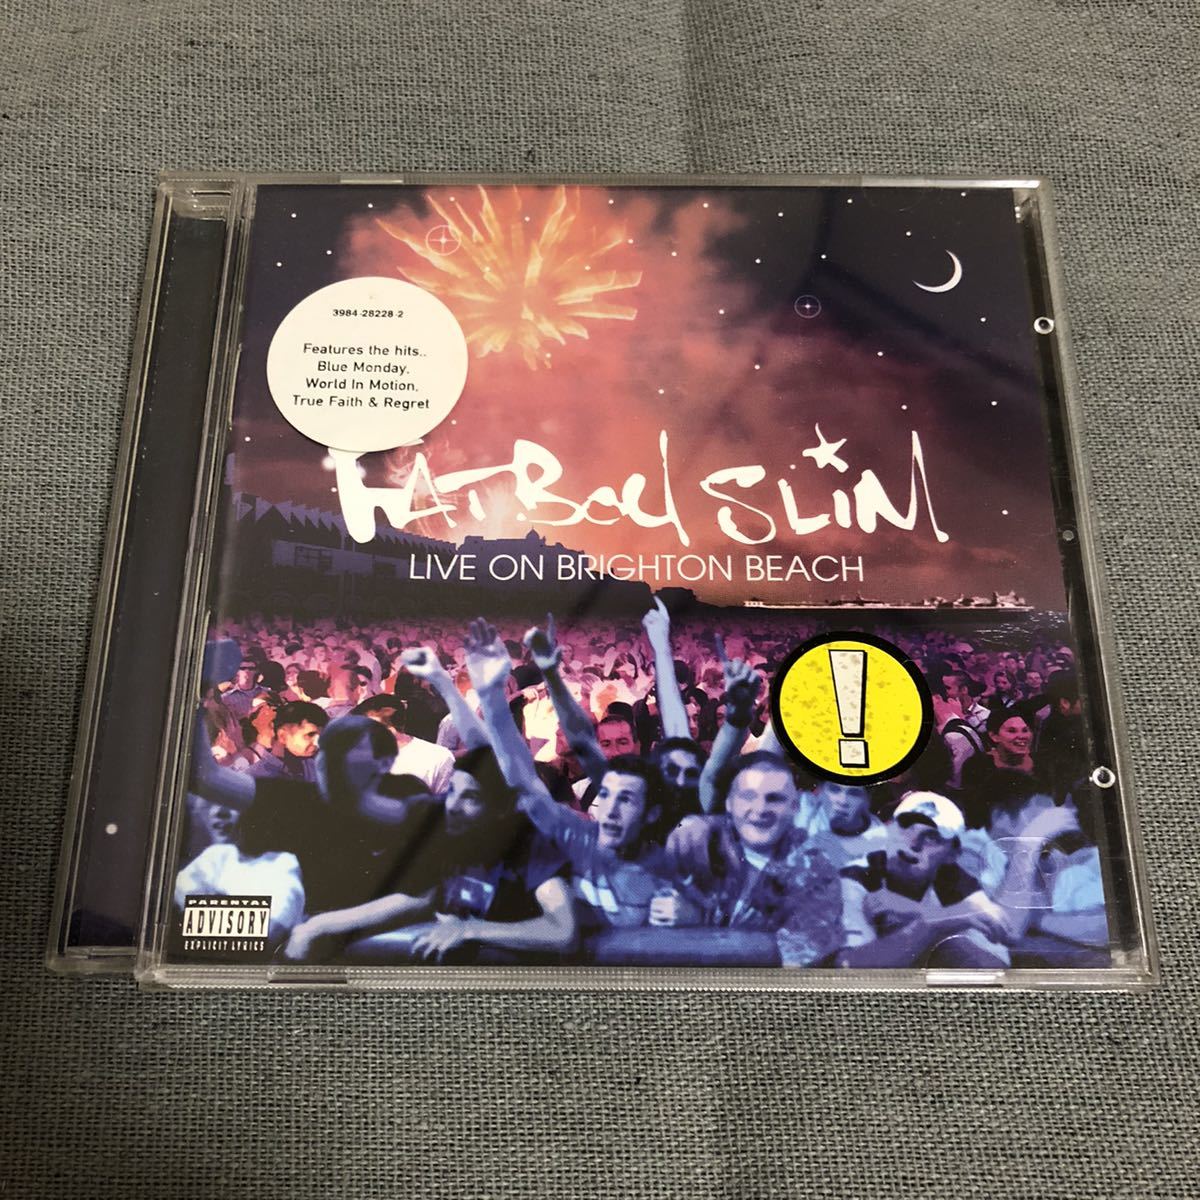 3984-28228-2
Features the hits..
Blue Monday,
World In Motion,
True Faith & Regret
FATBOY SLIM
LIVE ON BRIGHTON BEACH
!
PARENTAL
ADVISORY
EXPLICIT LYRICS